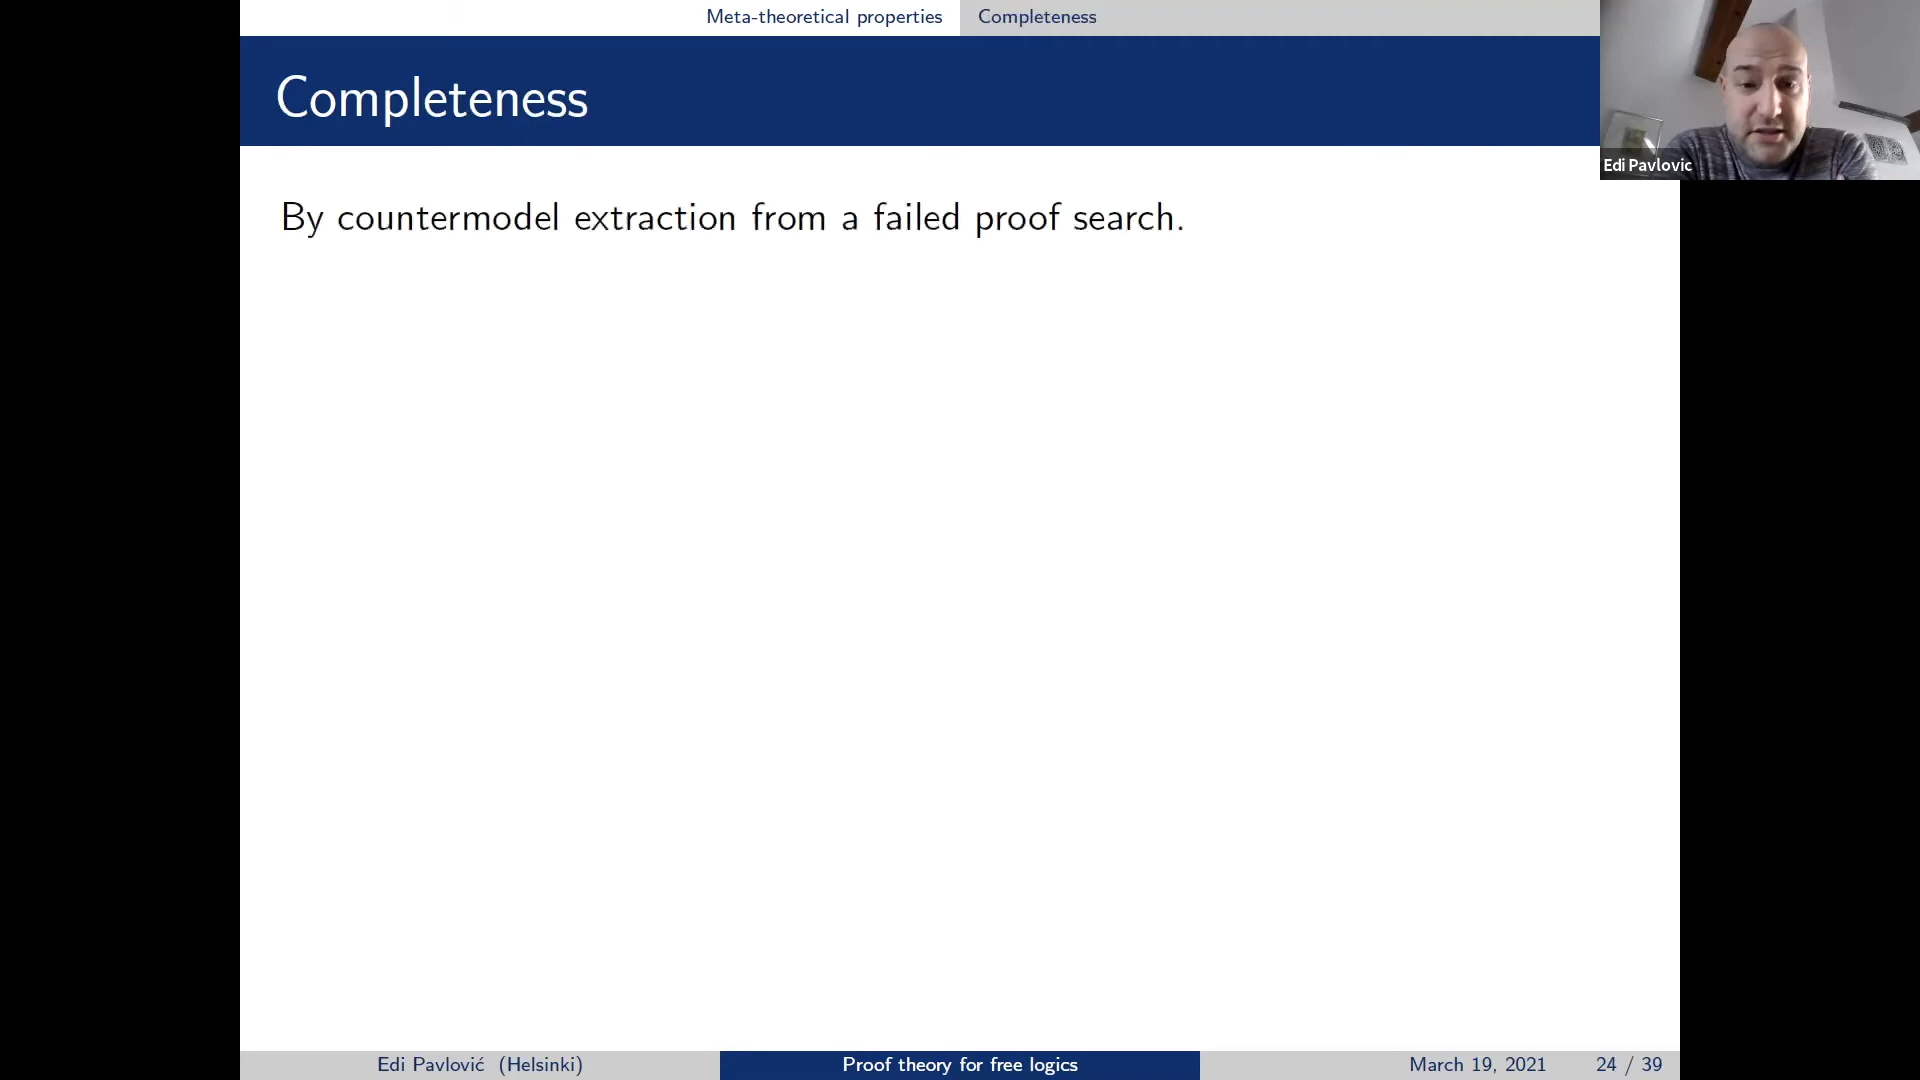 Meta-theoretical properties Completeness
Completeness
Edi Pavlovic
By countermodel extraction from a failed proof search.
Edi Pavlović (Helsinki) Proof theory for free logics March 19, 2021 24 / 39